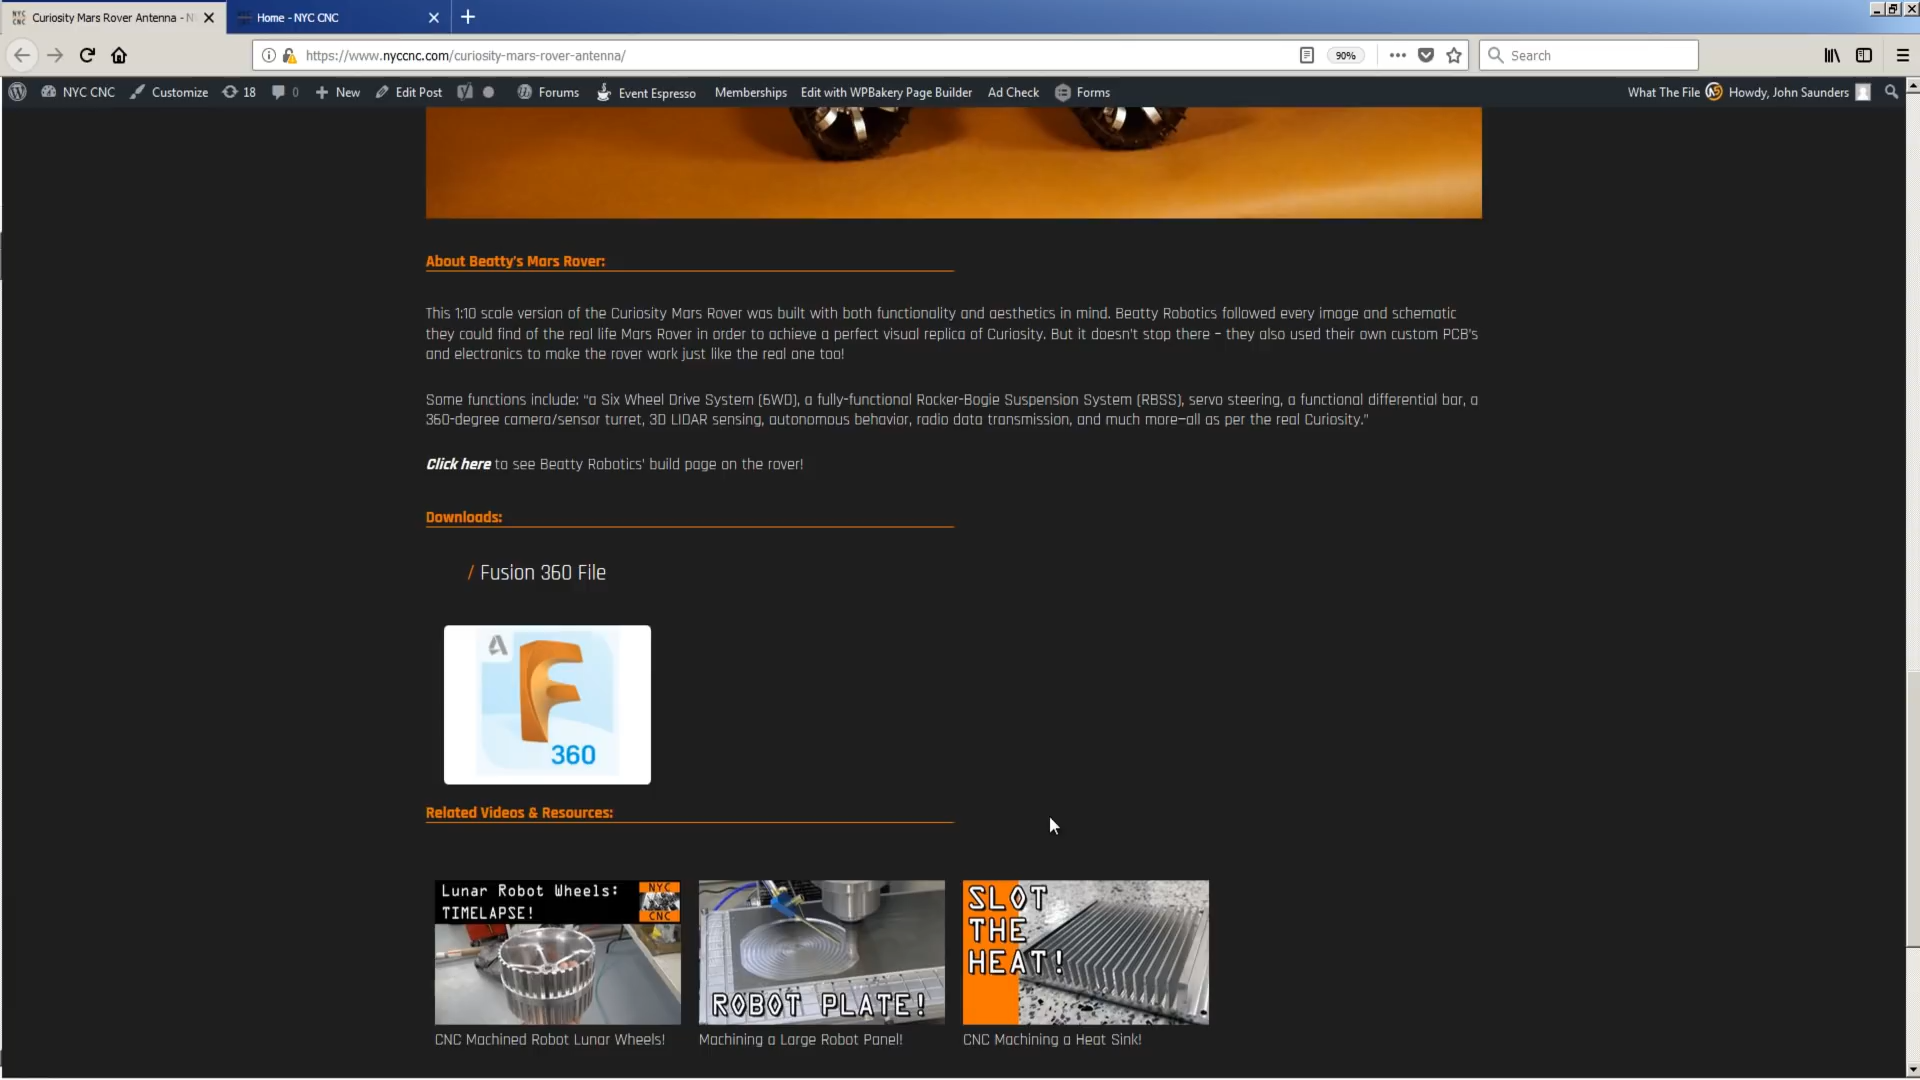 Curiosity Mars Rover Antenna - N
Home - NYC CNC
https://www.nyccnc.com/curiosity-mars-rover-antenna/
90%
Search
NYC CNC
Customize
18
0
New
Edit Post
Forums
Event Espresso
Memberships
Edit with WPBakery Page Builder
Ad Check
Forms
What The File
Howdy, John Saunders
About Beatty's Mars Rover:
This 1:10 scale version of the Curiosity Mars Rover was built with both functionality and aesthetics in mind. Beatty Robotics followed every image and schematic
they could find of the real life Mars Rover in order to achieve a perfect visual replica of Curiosity. But it doesn't stop there – they also used their own custom PCB's
and electronics to make the rover work just like the real one too!
Some functions include: “a Six Wheel Drive System (6WD), a fully-functional Rocker-Bogie Suspension System (RBSS), servo steering, a functional differential bar, a
360-degree camera/sensor turret, 3D LIDAR sensing, autonomous behavior, radio data transmission, and much more—all as per the real Curiosity.”
Click here to see Beatty Robotics' build page on the rover!
Downloads:
/ Fusion 360 File
360
Related Videos & Resources:
Lunar Robot Wheels:
TIMELAPSE!
NYC
CNC
ROBOT PLATE!
SLOT
THE
HEAT!
CNC Machined Robot Lunar Wheels!
Machining a Large Robot Panel!
CNC Machining a Heat Sink!